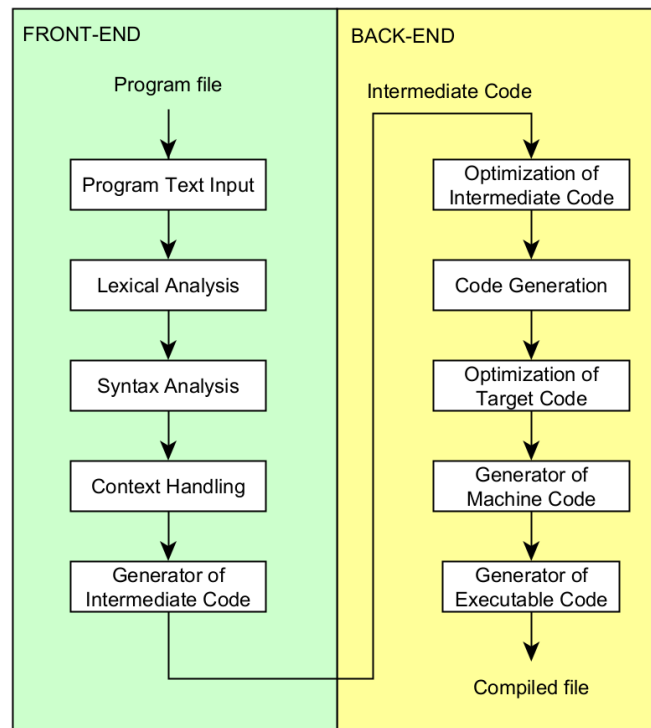 FRONT-END
Program file
Program Text Input
Lexical Analysis
Syntax Analysis
Context Handling
Generator of
Intermediate Code
BACK-END
Intermediate Code
Optimization of
Intermediate Code
Code Generation
Optimization of
Target Code
Generator of
Machine Code
Generator of
Executable Code
Compiled file